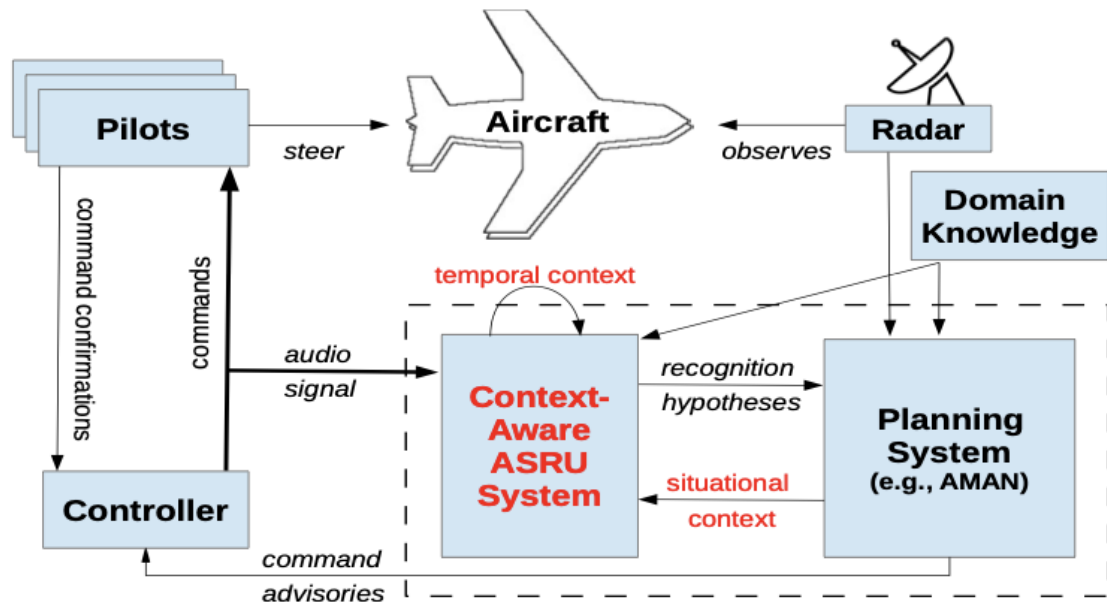 Pilots
steer
Aircraft
observes
Radar
Domain
Knowledge
command confirmations
commands
temporal context
audio
signal
Context-
Aware
ASRU
System
recognition
hypotheses
situational
context
Planning
System
(e.g., AMAN)
Controller
command
advisories